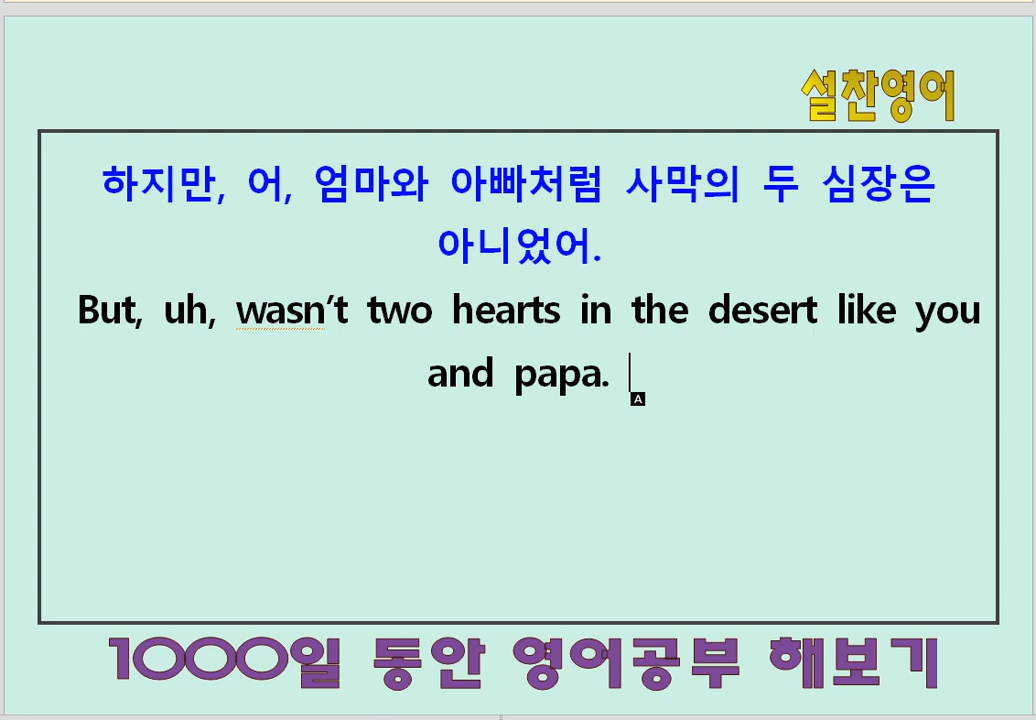 설찬영어
하지만, 어, 엄마와 아빠처럼 사막의 두 심장은
아니었어.
But, uh, wasn't two hearts in the desert like you
and papa.
A
1000일 동안 영어공부 해보기